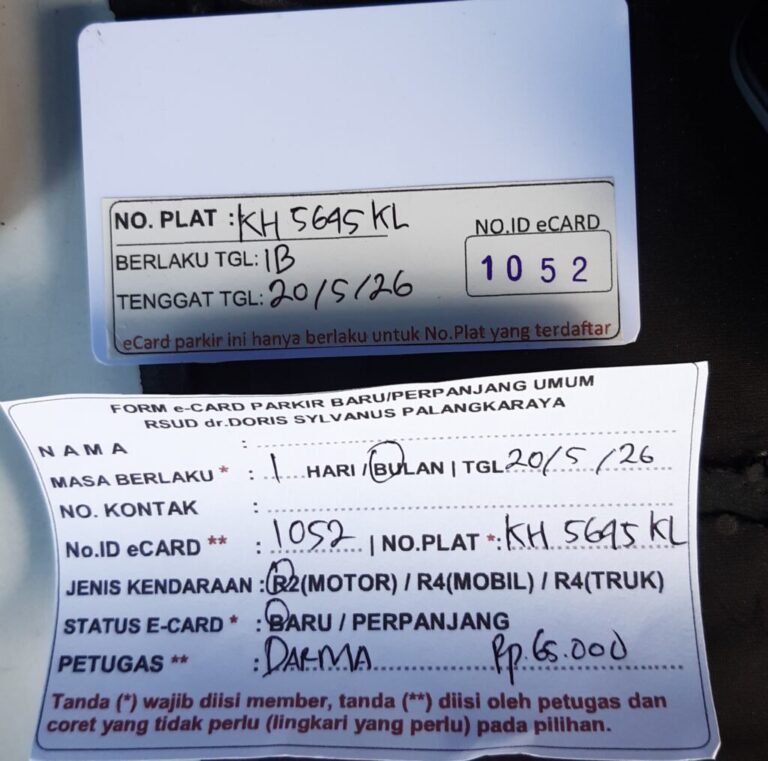 NO. PLAT : KH 5695 KL
NO.ID eCARD
1052
BERLAKU TGL: 1B
TENGGAT TGL: 20/5/26
eCard parkir ini hanya berlaku untuk No.Plat yang terdaftar
FORM e-CARD PARKIR BARU/PERPANJANG UMUM
RSUD dr.DORIS SYLVANUS PALANGKARAYA
NAMA :
MASA BERLAKU * : 1 HARI / BULAN | TGL 20/5/26
NO. KONTAK :
No.ID eCARD ** : 1052 | NO.PLAT *: KH 5695 KL
JENIS KENDARAAN : R2(MOTOR) / R4(MOBIL) / R4(TRUK)
STATUS E-CARD * : BARU / PERPANJANG
PETUGAS ** : DARMA Rp. 65.000
Tanda (*) wajib diisi member, tanda (**) diisi oleh petugas dan
coret yang tidak perlu (lingkari yang perlu) pada pilihan.